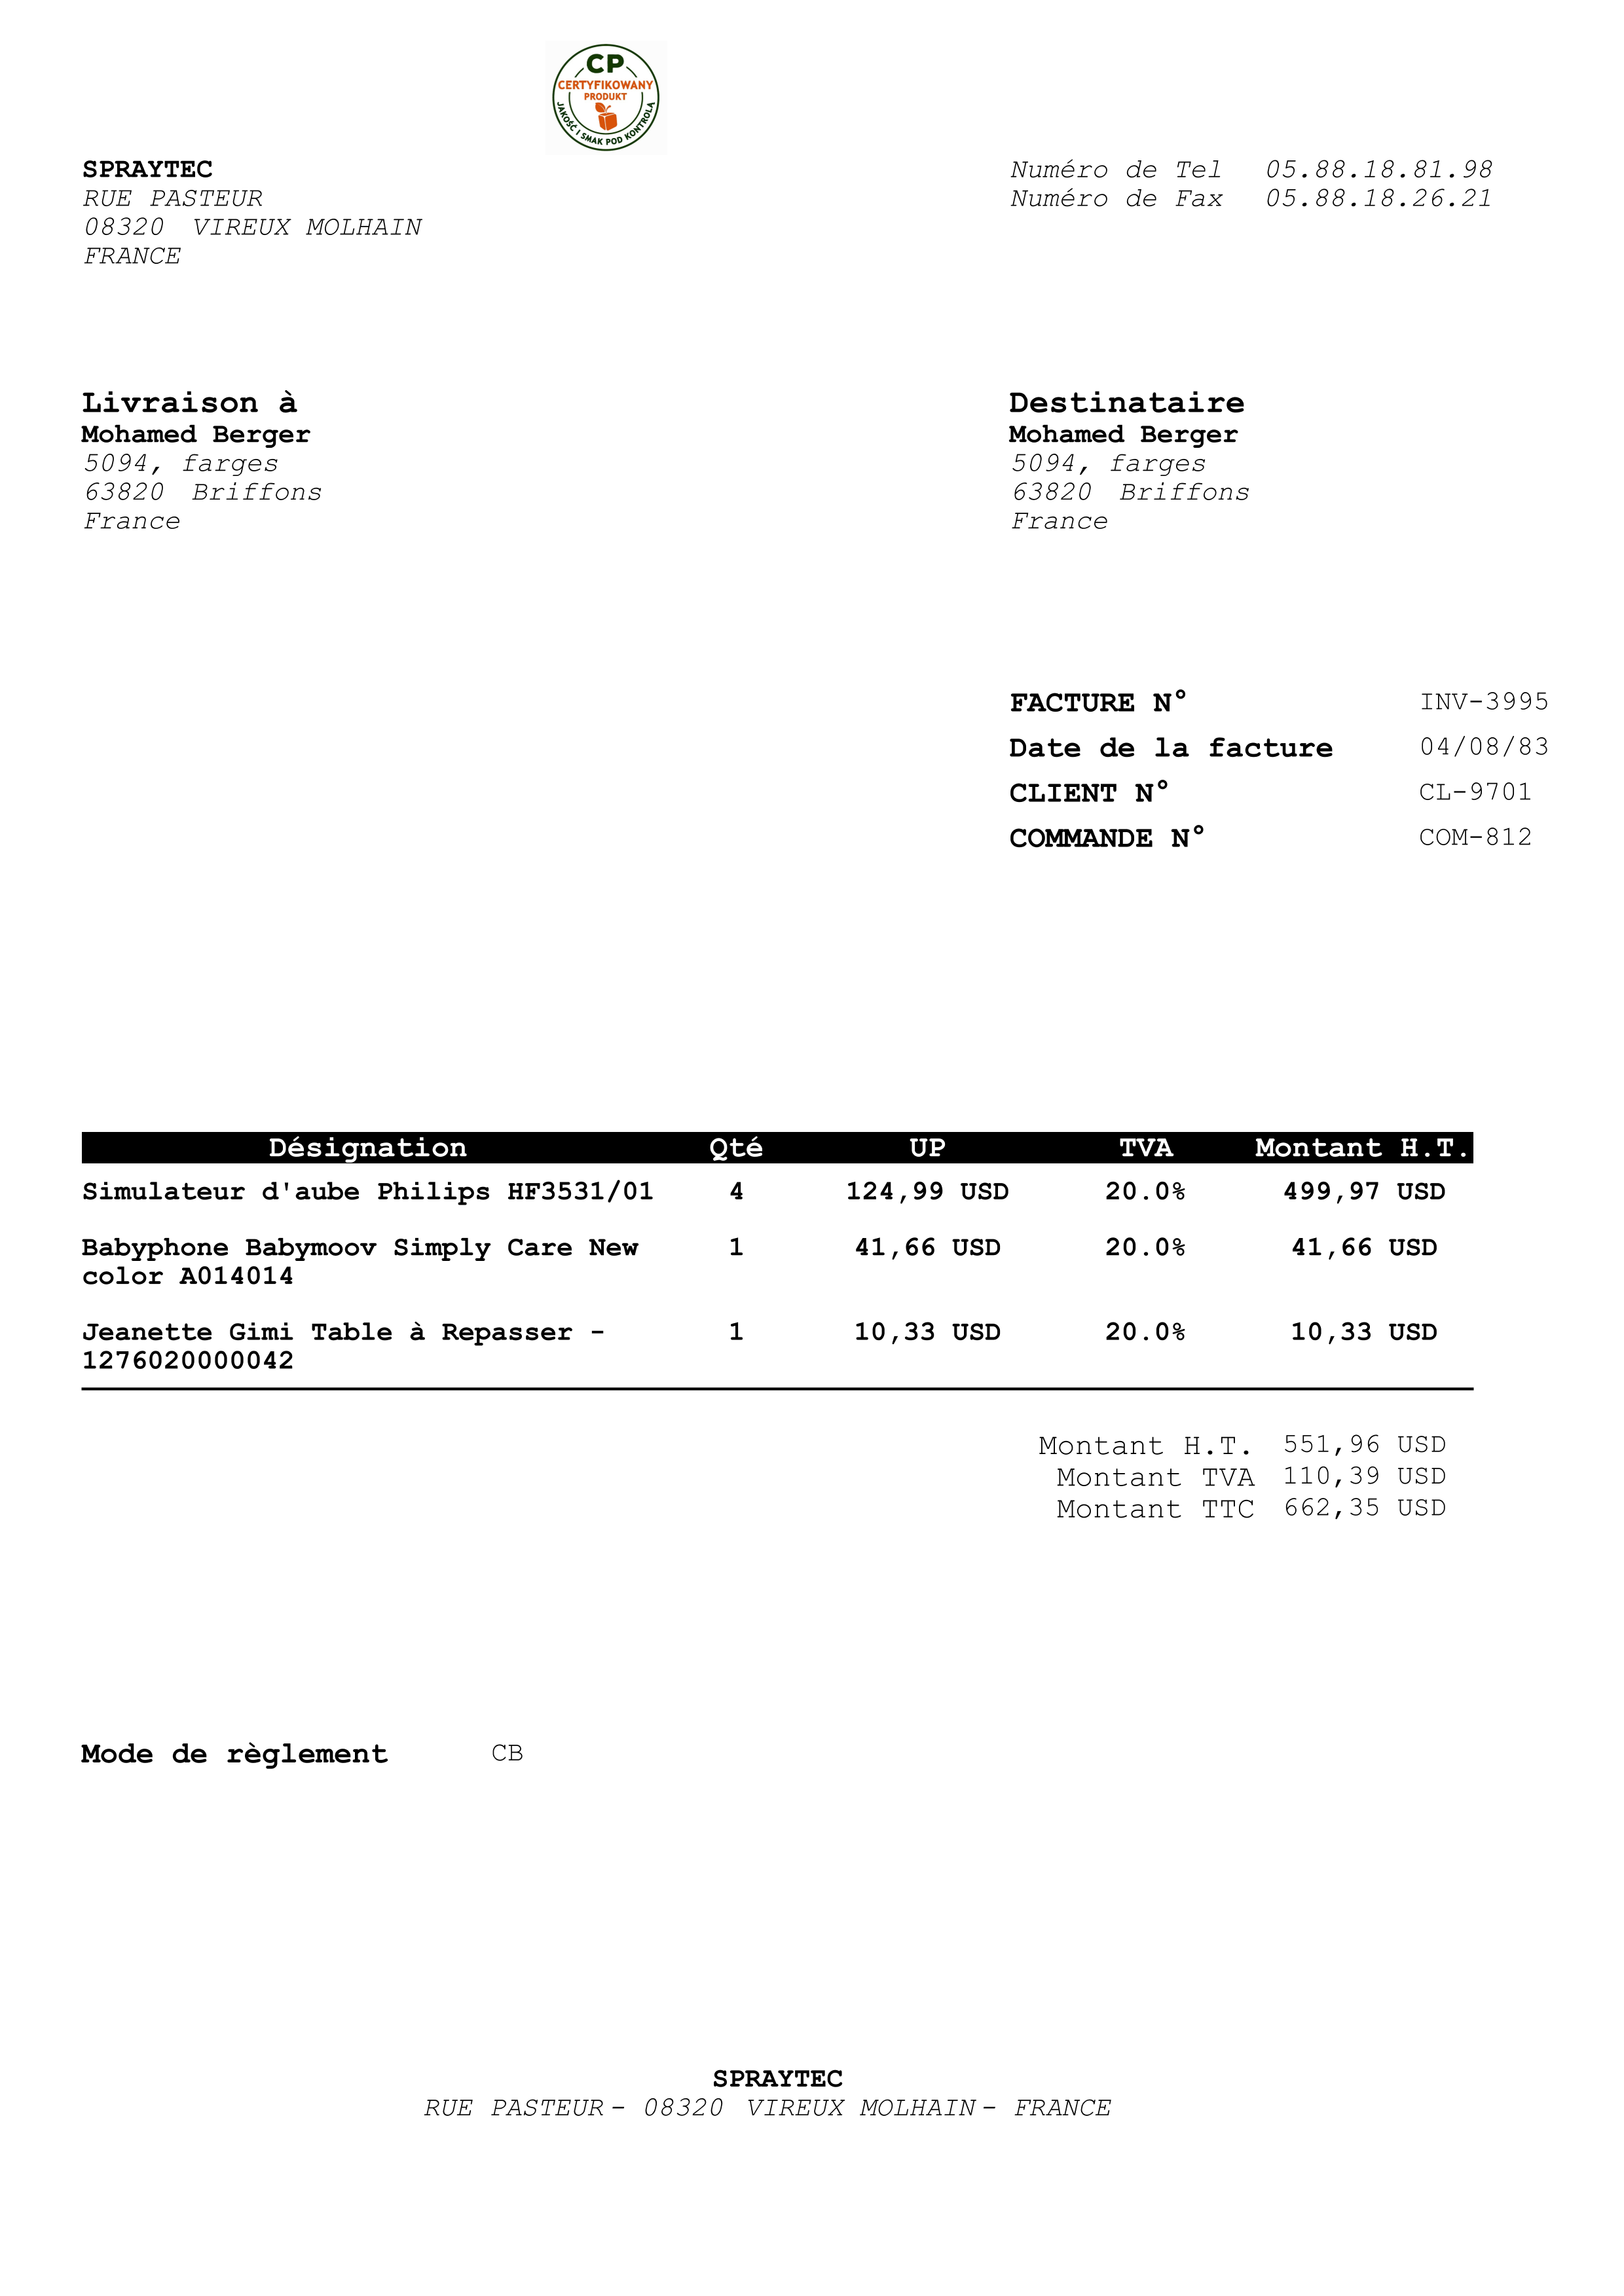 CP
CERTYFIKOWANY
PRODUKT
JAKOŚĆ I SMAK POD KONTROLĄ
SPRAYTEC
RUE PASTEUR
08320 VIREUX MOLHAIN
FRANCE
Numéro de Tel 05.88.18.81.98
Numéro de Fax 05.88.18.26.21
Livraison à
Mohamed Berger
5094, farges
63820 Briffons
France
Destinataire
Mohamed Berger
5094, farges
63820 Briffons
France
FACTURE N° INV-3995
Date de la facture 04/08/83
CLIENT N° CL-9701
COMMANDE N° COM-812
Désignation Qté UP TVA Montant H.T.
Simulateur d'aube Philips HF3531/01 4 124,99 USD 20.0% 499,97 USD
Babyphone Babymoov Simply Care New 1 41,66 USD 20.0% 41,66 USD
color A014014
Jeanette Gimi Table à Repasser - 1 10,33 USD 20.0% 10,33 USD
1276020000042
Montant H.T. 551,96 USD
Montant TVA 110,39 USD
Montant TTC 662,35 USD
Mode de règlement CB
SPRAYTEC
RUE PASTEUR - 08320 VIREUX MOLHAIN - FRANCE